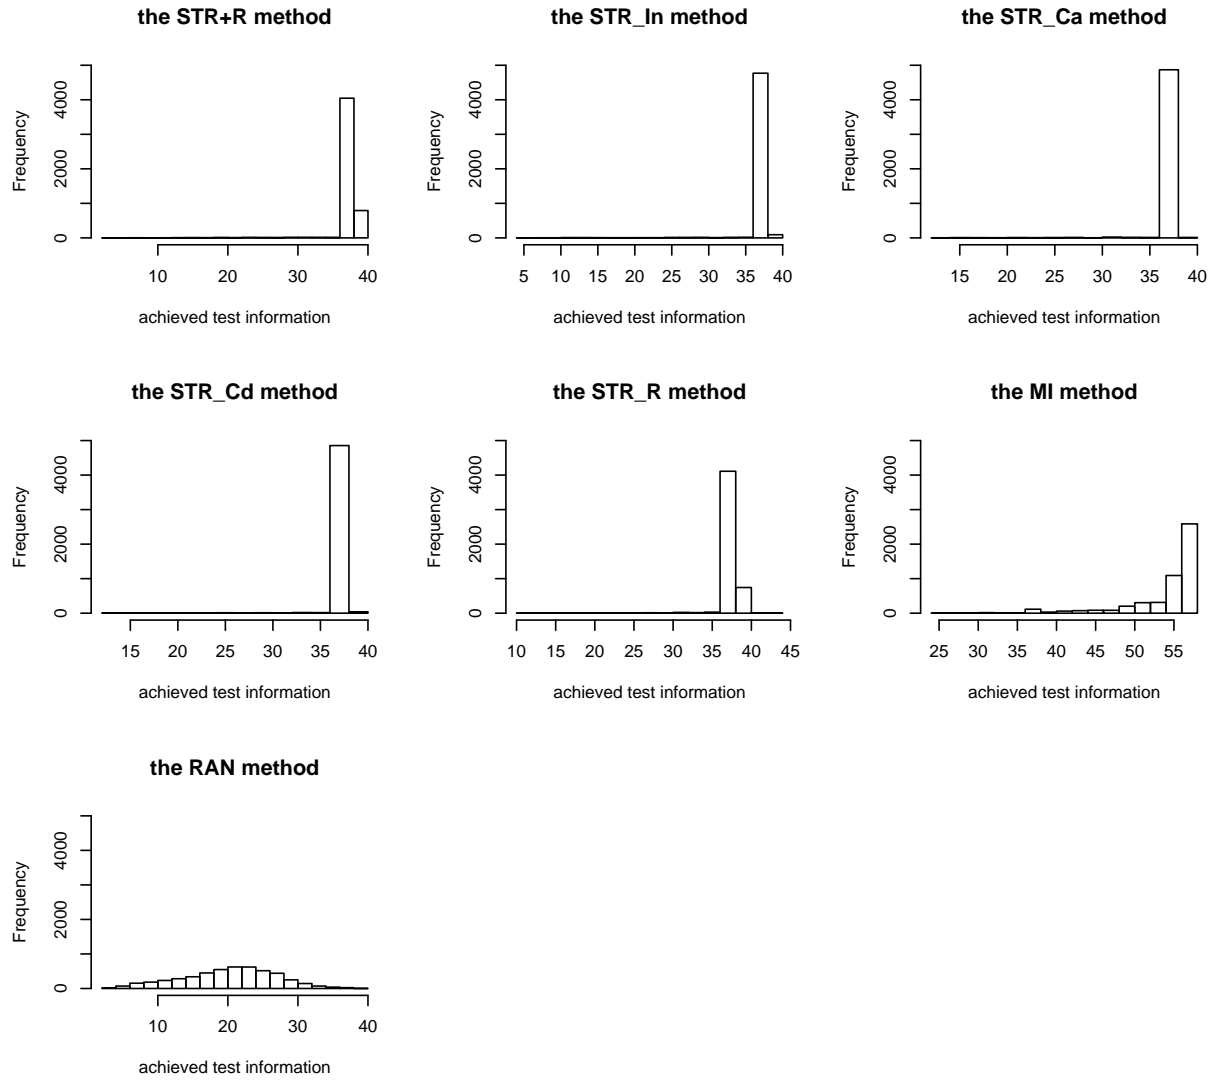 the STR+R method
Frequency
0 2000 4000
10 20 30 40
achieved test information
the STR_In method
Frequency
0 2000 4000
5 10 15 20 25 30 35 40
achieved test information
the STR_Ca method
Frequency
0 2000 4000
15 20 25 30 35 40
achieved test information
the STR_Cd method
Frequency
0 2000 4000
15 20 25 30 35 40
achieved test information
the STR_R method
Frequency
0 2000 4000
10 15 20 25 30 35 40 45
achieved test information
the MI method
Frequency
0 2000 4000
25 30 35 40 45 50 55
achieved test information
the RAN method
Frequency
0 2000 4000
10 20 30 40
achieved test information